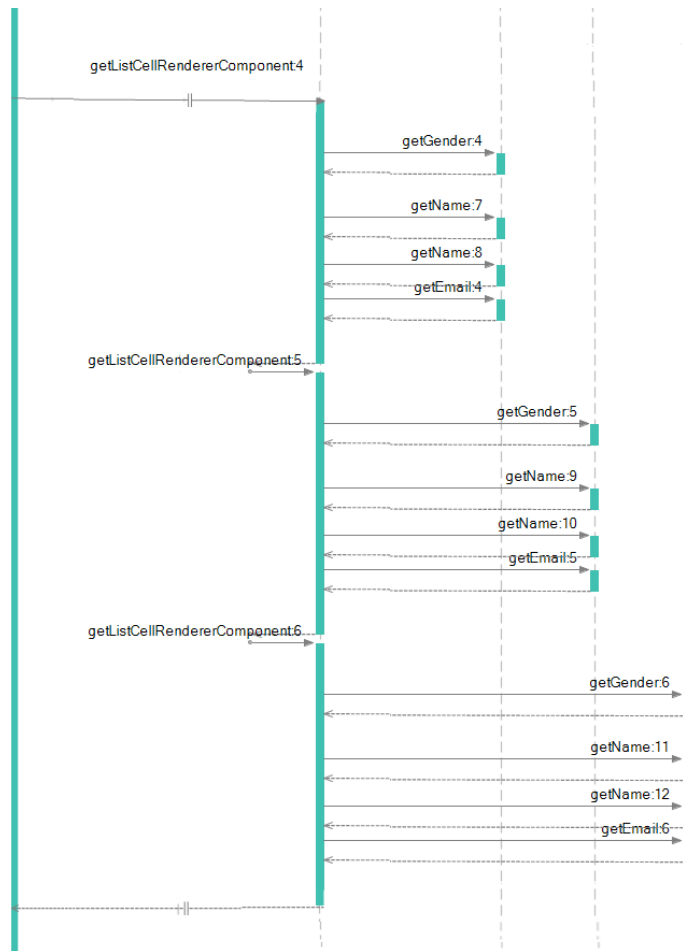 getListCellRendererComponent:4
getGender:4
getName:7
getName:8
getEmail:4
getListCellRendererComponent:5
getGender:5
getName:9
getName:10
getEmail:5
getListCellRendererComponent:6
getGender:6
getName:11
getName:12
getEmail:6